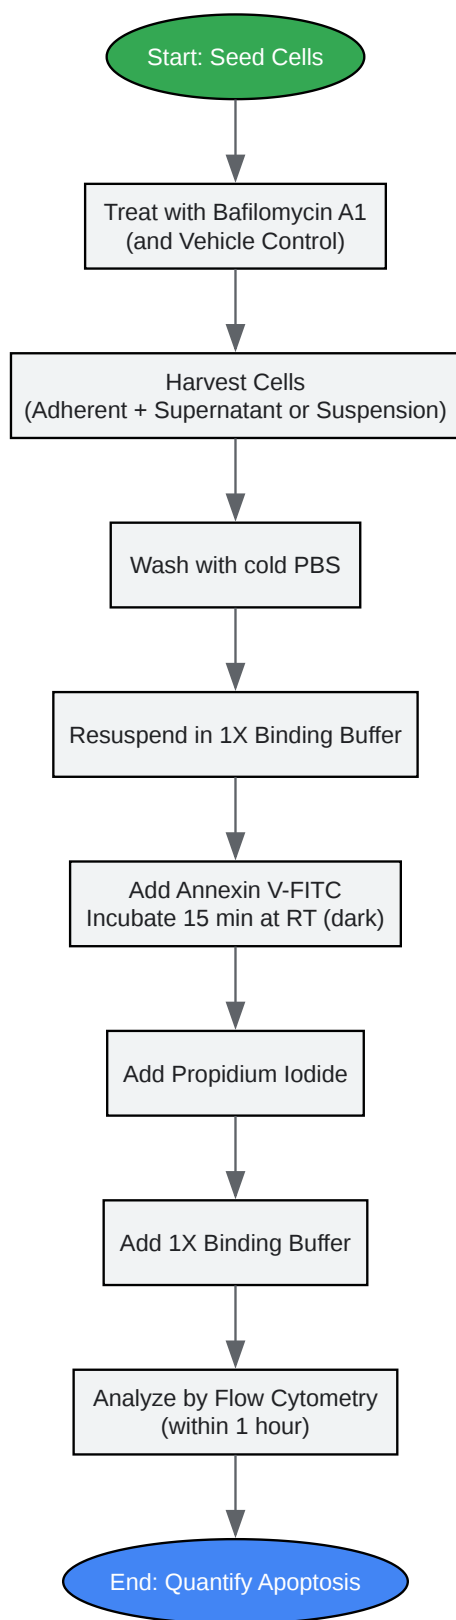 Start: Seed Cells
Treat with Bafilomycin A1
(and Vehicle Control)
Harvest Cells
(Adherent + Supernatant or Suspension)
Wash with cold PBS
Resuspend in 1X Binding Buffer
Add Annexin V-FITC
Incubate 15 min at RT (dark)
Add Propidium Iodide
Add 1X Binding Buffer
Analyze by Flow Cytometry
(within 1 hour)
End: Quantify Apoptosis